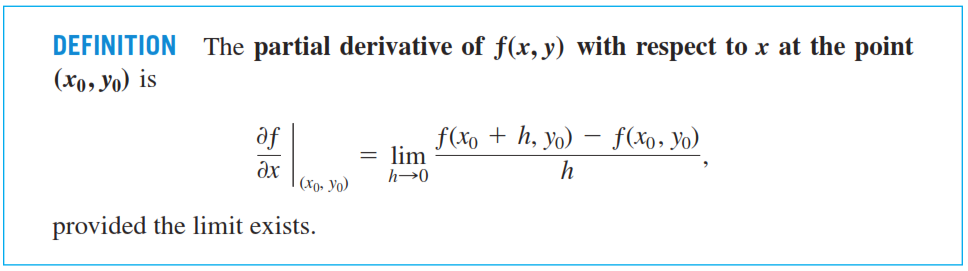 DEFINITION The partial derivative of f(x, y) with respect to x at the point
(x₀, y₀) is
∂f/∂x |(x₀, y₀) = lim h→0 f(x₀ + h, y₀) − f(x₀, y₀) / h,
provided the limit exists.